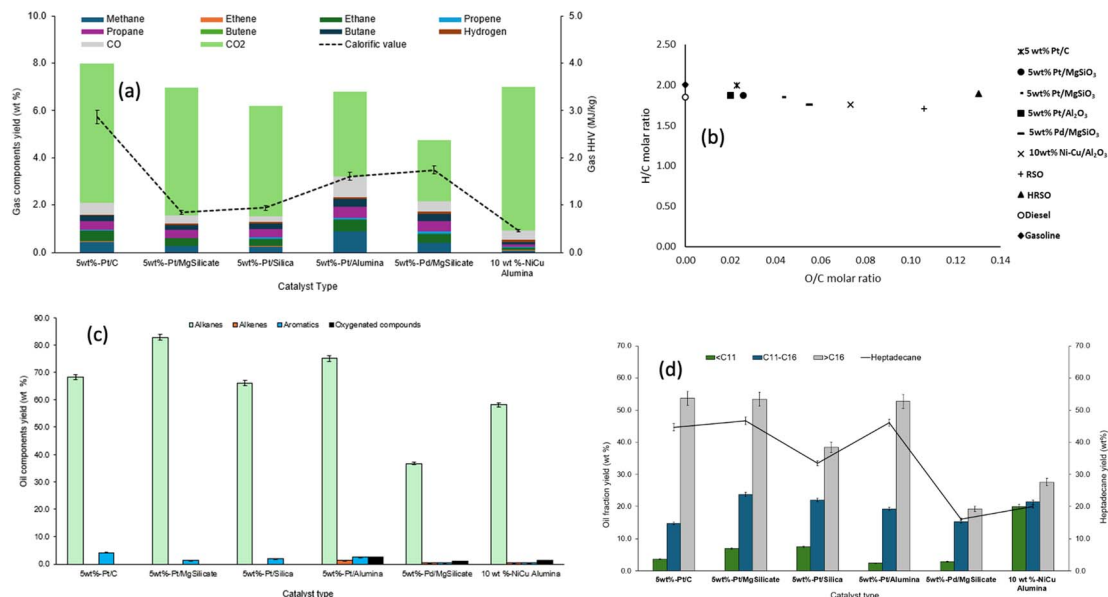 Methane Ethene Ethane Propene
Propane Butene Butane Hydrogen
CO CO2 Calorific value
(a)
Gas components yield (wt %)
10.0
8.0
6.0
4.0
2.0
0.0
Gas HHV (MJ/kg)
5.0
4.0
3.0
2.0
1.0
0.0
5wt%-Pt/C 5wt%-Pt/MgSilicate 5wt%-Pt/Silica 5wt%-Pt/Alumina 5wt%-Pd/MgSilicate 10 wt %-NiCu
Alumina
Catalyst Type
(b)
H/C molar ratio
2.50
2.00
1.50
1.00
0.50
0.00
0.00 0.02 0.04 0.06 0.08 0.10 0.12 0.14
O/C molar ratio
5 wt% Pt/C
5wt% Pt/MgSiO3
5wt% Pt/MgSiO3
5wt% Pt/Al2O3
5wt% Pd/MgSiO3
10wt% Ni-Cu/Al2O3
RSO
HRSO
Diesel
Gasoline
(c)
Alkanes Alkenes Aromatics Oxygenated compounds
Oil components yield (wt %)
90.0
80.0
70.0
60.0
50.0
40.0
30.0
20.0
10.0
0.0
5wt%-Pt/C 5wt%-Pt/MgSilicate 5wt%-Pt/Silica 5wt%-Pt/Alumina 5wt%-Pd/MgSilicate 10 wt %-NiCu Alumina
Catalyst type
<C11 C11-C16 >C16 Heptadecane
(d)
Oil fraction yield (wt %)
70.0
60.0
50.0
40.0
30.0
20.0
10.0
0.0
Heptadecane yield (wt%)
70.0
60.0
50.0
40.0
30.0
20.0
10.0
0.0
5wt%-Pt/C 5wt%-Pt/MgSilicate 5wt%-Pt/Silica 5wt%-Pt/Alumina 5wt%-Pd/MgSilicate 10 wt %-NiCu
Alumina
Catalyst type